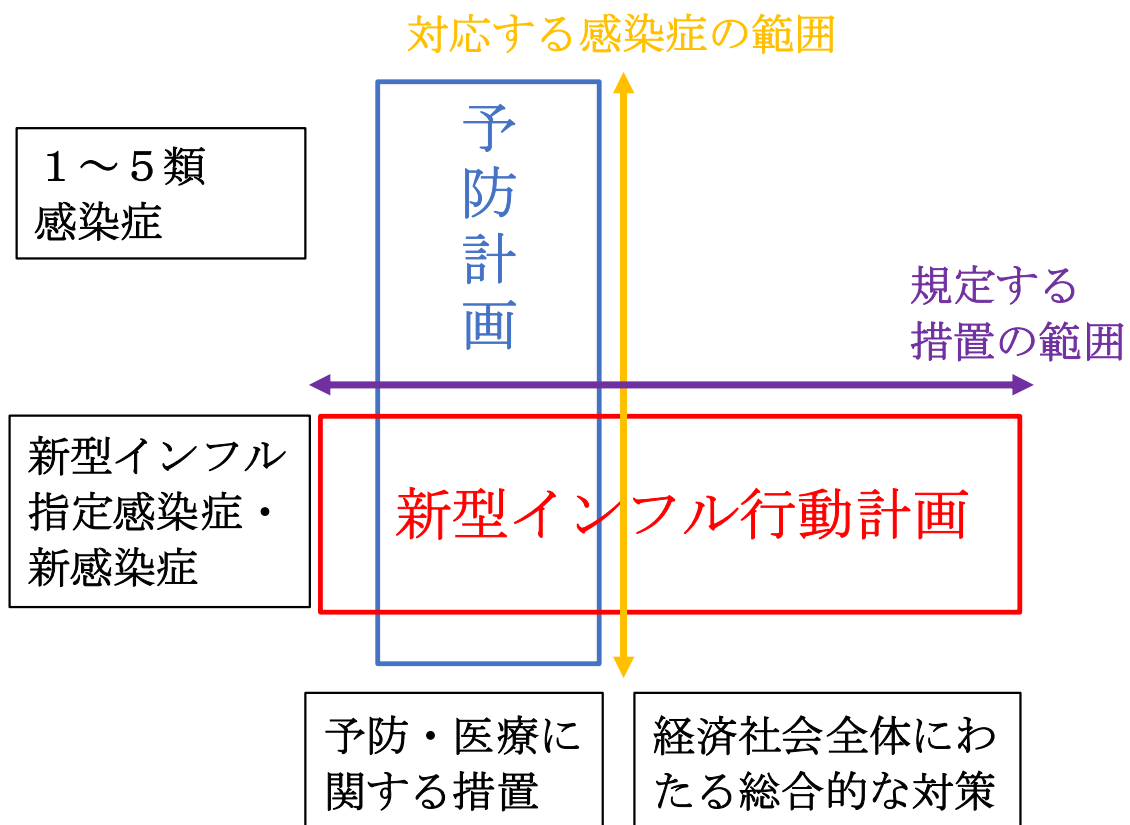 対応する感染症の範囲
予防計画
１～５類
感染症
規定する
措置の範囲
新型インフル
指定感染症・
新感染症
新型インフル行動計画
予防・医療に
関する措置
経済社会全体にわ
たる総合的な対策